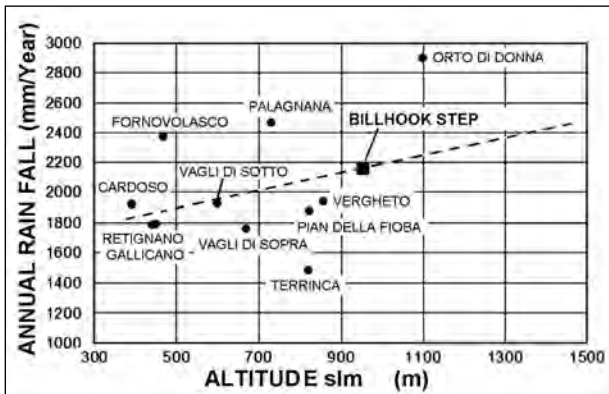 ANNUAL RAIN FALL (mm/Year)
3000
2800
2600
2400
2200
2000
1800
1600
1400
1200
1000
ORTO DI DONNA
PALAGNANA
FORNOVOLASCO
BILLHOOK STEP
VAGLI DI SOTTO
CARDOSO
VERGHETO
PIAN DELLA FIOBA
RETIGNANO
GALLICANO
VAGLI DI SOPRA
TERRINCA
300 500 700 900 1100 1300 1500
ALTITUDE slm (m)